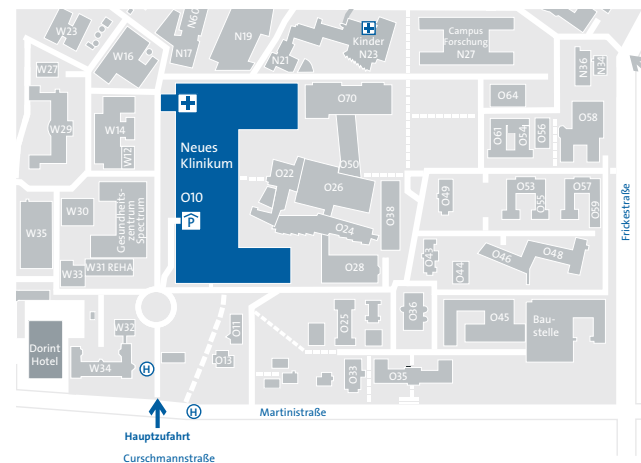 W23
N60
N19
Campus
Forschung
N27
Kinder
N23
W16
N17
N21
N36
N34
W27
O70
O64
W29
W14
O61
O54
O56
O58
Neues
Klinikum
W12
O50
O22
O26
O10
W30
Gesundheits-
zentrum
Spectrum
O38
O49
O53
O55
O57
O59
Frickestraße
W35
P
O24
O43
O46
O48
W31 REHA
W33
O28
O44
W32
O11
O25
O36
O45
Bau-
stelle
Dorint
Hotel
W34
H
O13
O33
O35
H
Martinistraße
Hauptzufahrt
Curschmannstraße